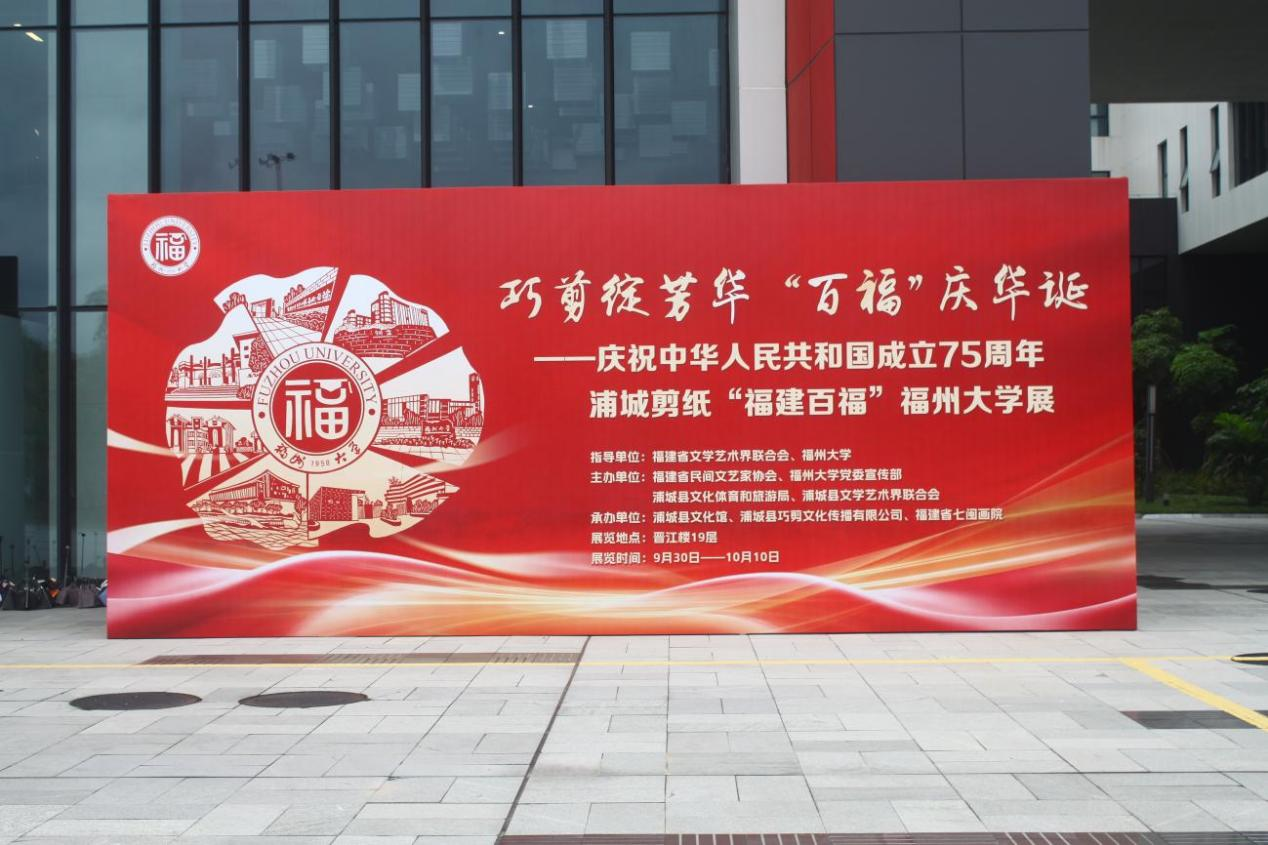 巧剪绽芳华 “百福”庆华诞
——庆祝中华人民共和国成立75周年
浦城剪纸“福建百福”福州大学展
指导单位：福建省文学艺术界联合会、福州大学
主办单位：福建省民间文艺家协会、福州大学党委宣传部
浦城县文化体育和旅游局、浦城县文学艺术界联合会
承办单位：浦城县文化馆、浦城县巧剪文化传播有限公司、福建省七闽画院
展览地点：晋江楼19层
展览时间：9月30日——10月10日
FUZHOU UNIVERSITY
福
福州大学
1958
FUZHOU UNIVERSITY
福